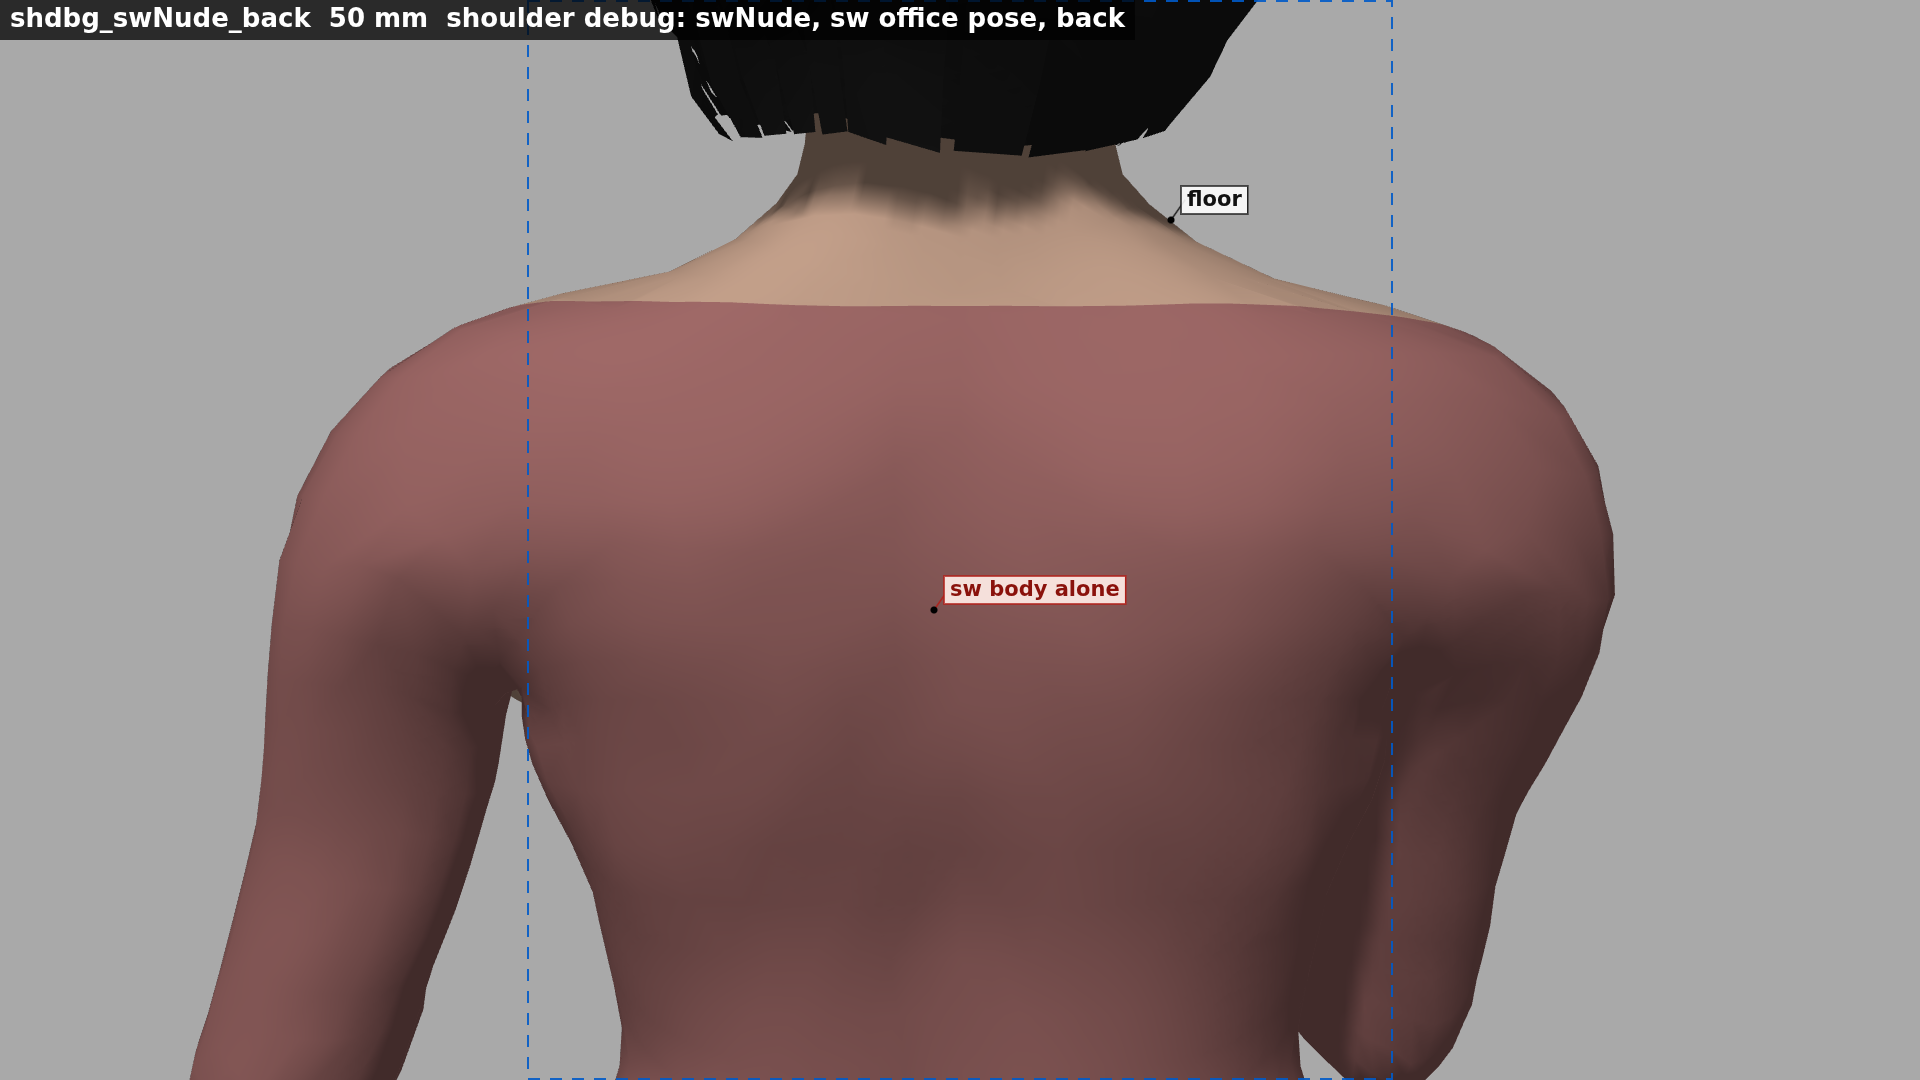 shdbg_swNude_back 50 mm shoulder debug: swNude, sw office pose, back
floor
sw body alone